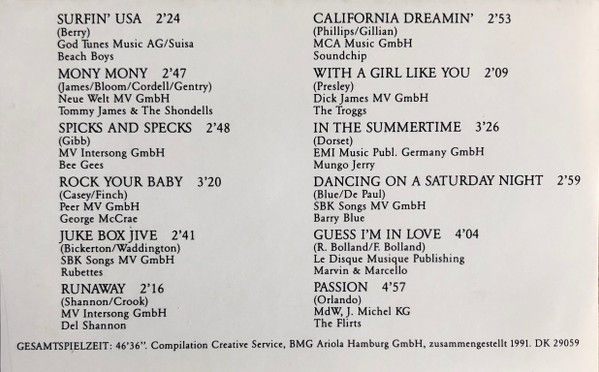 SURFIN' USA 2'24
(Berry)
God Tunes Music AG/Suisa
Beach Boys
MONY MONY 2'47
(James/Bloom/Cordell/Gentry)
Neue Welt MV GmbH
Tommy James & The Shondells
SPICKS AND SPECKS 2'48
(Gibb)
MV Intersong GmbH
Bee Gees
ROCK YOUR BABY 3'20
(Casey/Finch)
Peer MV GmbH
George McCrae
JUKE BOX JIVE 2'41
(Bickerton/Waddington)
SBK Songs MV GmbH
Rubettes
RUNAWAY 2'16
(Shannon/Crook)
MV Intersong GmbH
Del Shannon
CALIFORNIA DREAMIN' 2'53
(Phillips/Gillian)
MCA Music GmbH
Soundchip
WITH A GIRL LIKE YOU 2'09
(Presley)
Dick James MV GmbH
The Troggs
IN THE SUMMERTIME 3'26
(Dorset)
EMI Music Publ. Germany GmbH
Mungo Jerry
DANCING ON A SATURDAY NIGHT 2'59
(Blue/De Paul)
SBK Songs MV GmbH
Barry Blue
GUESS I'M IN LOVE 4'04
(R. Bolland/F. Bolland)
Le Disque Musique Publishing
Marvin & Marcello
PASSION 4'57
(Orlando)
MdW, J. Michel KG
The Flirts
GESAMTSPIELZEIT: 46'36". Compilation Creative Service, BMG Ariola Hamburg GmbH, zusammengestellt 1991. DK 29059